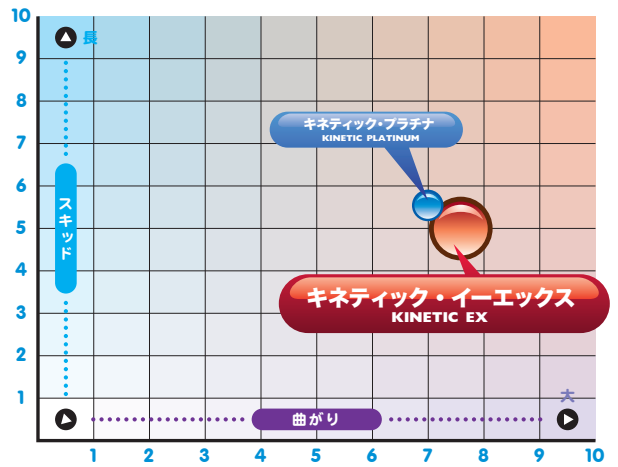 10
9
8
7
6
5
4
3
2
1
長
スキッド
キネティック・プラチナ
KINETIC PLATINUM
キネティック・イーエックス
KINETIC EX
大
曲がり
1 2 3 4 5 6 7 8 9 10